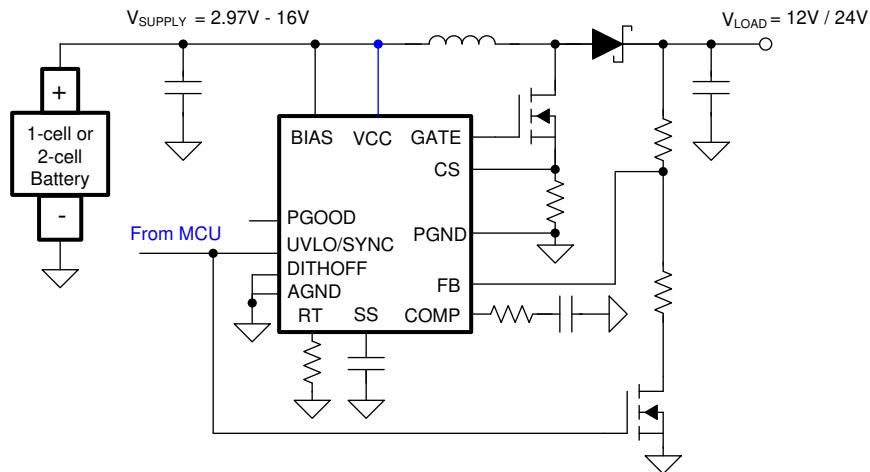 VSUPPLY = 2.97V - 16V
VLOAD = 12V / 24V
+
1-cell or
2-cell
Battery
-
BIAS
VCC
GATE
CS
PGOOD
From MCU
UVLO/SYNC
PGND
DITHOFF
AGND
FB
RT
SS
COMP